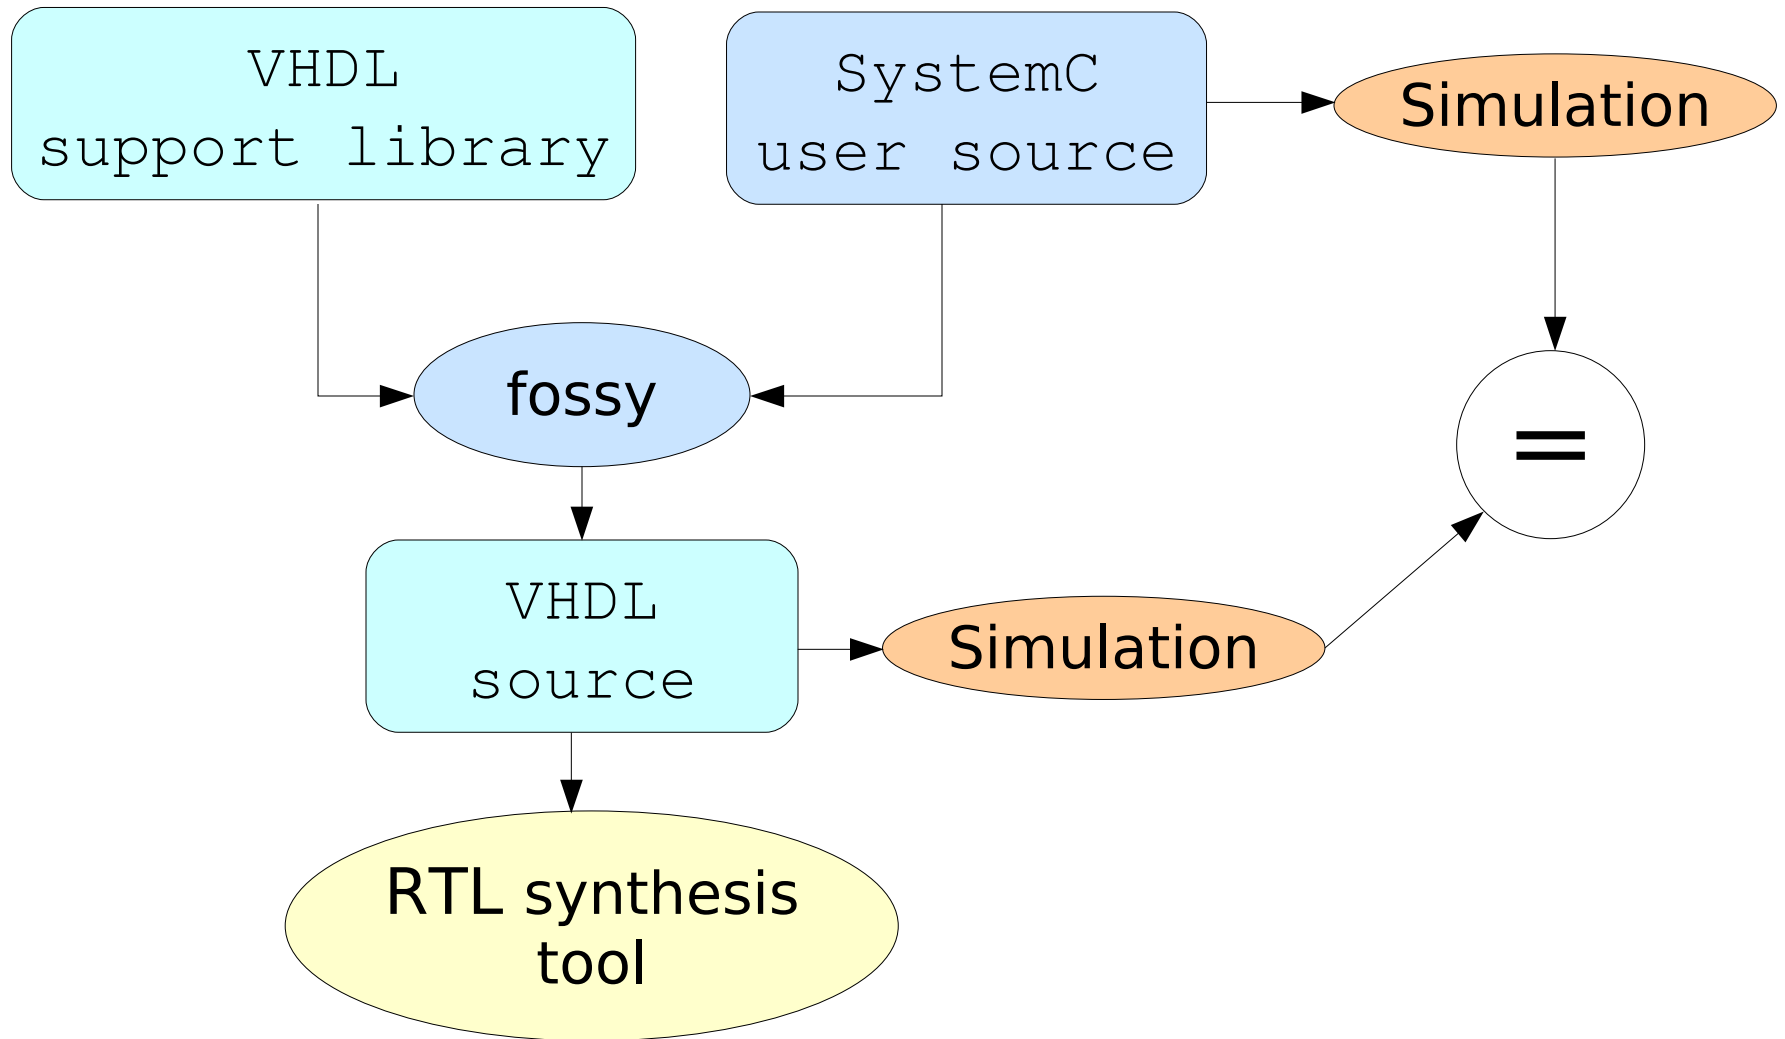 VHDL
support library
SystemC
user source
Simulation
fossy
=
VHDL
source
Simulation
RTL synthesis
tool